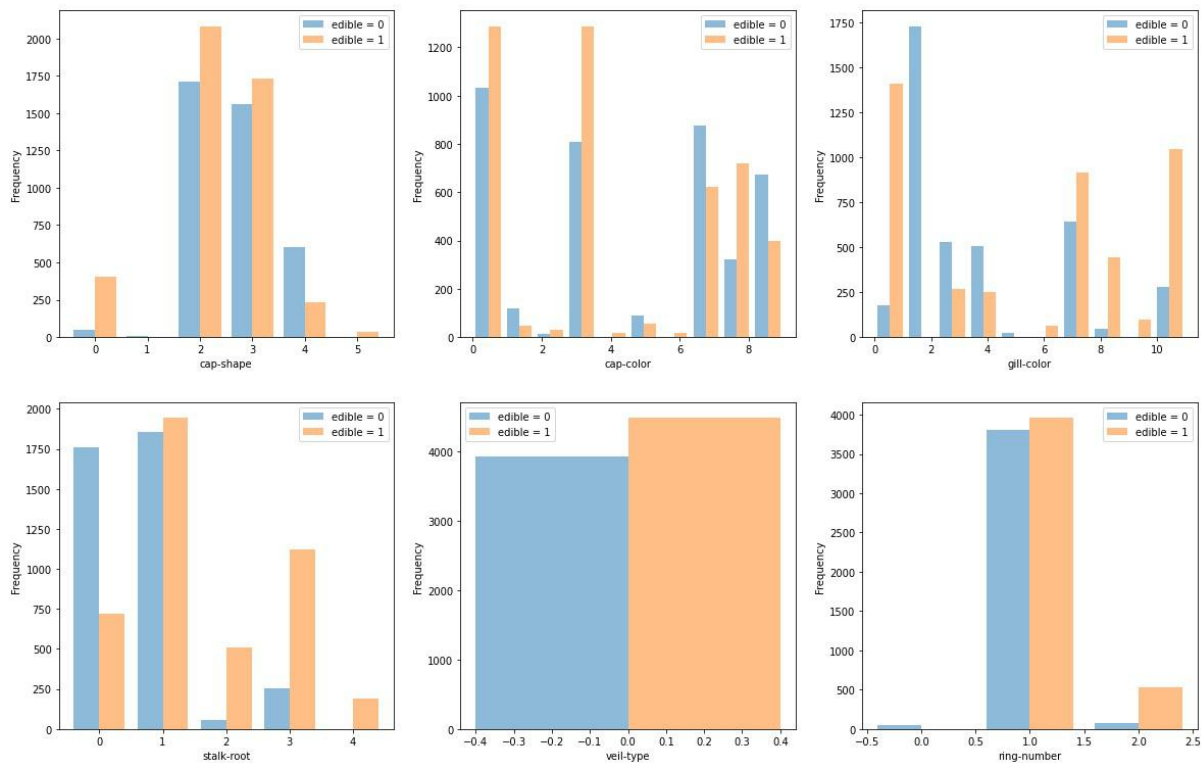 edible = 0
edible = 1
2000
1750
1500
1250
1000
750
500
250
0
Frequency
0 1 2 3 4 5
cap-shape
edible = 0
edible = 1
1200
1000
800
600
400
200
0
Frequency
0 2 4 6 8
cap-color
edible = 0
edible = 1
1750
1500
1250
1000
750
500
250
0
Frequency
0 2 4 6 8 10
gill-color
edible = 0
edible = 1
2000
1750
1500
1250
1000
750
500
250
0
Frequency
0 1 2 3 4
stalk-root
edible = 0
edible = 1
4000
3000
2000
1000
0
Frequency
−0.4 −0.3 −0.2 −0.1 0.0 0.1 0.2 0.3 0.4
veil-type
edible = 0
edible = 1
4000
3500
3000
2500
2000
1500
1000
500
0
Frequency
−0.5 0.0 0.5 1.0 1.5 2.0 2.5
ring-number